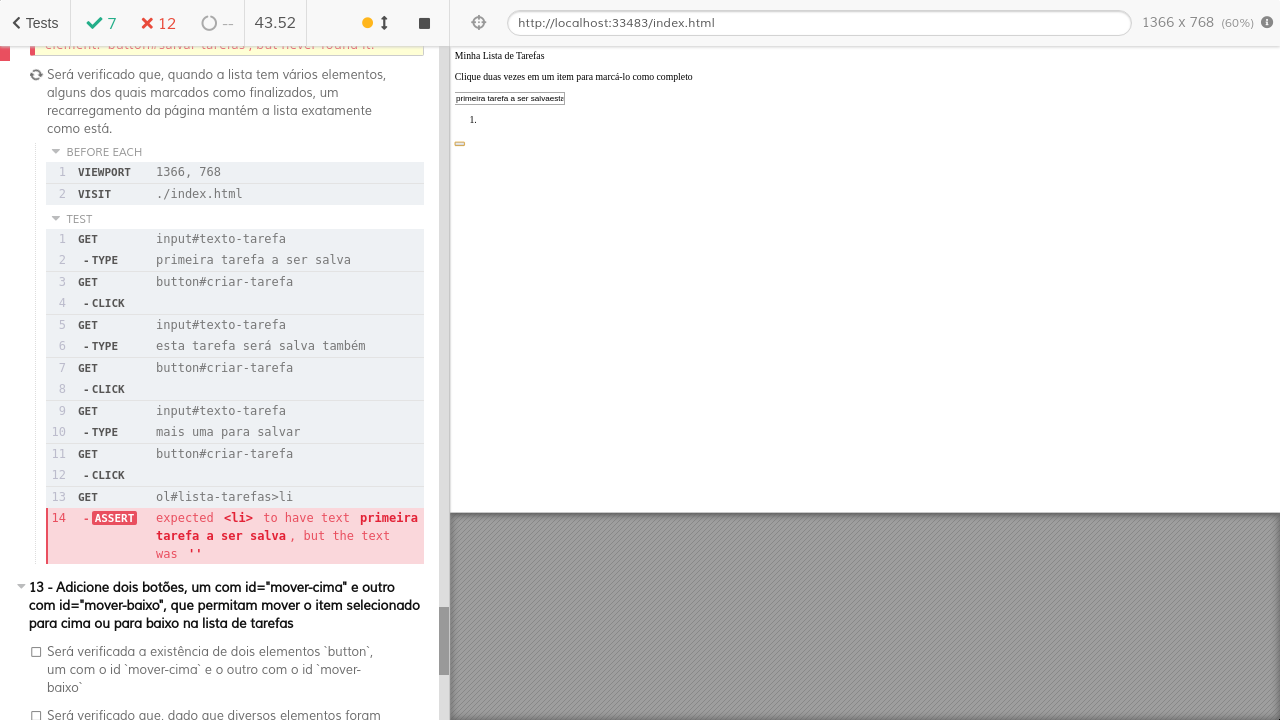 Tests 7 12 -- 43.52
http://localhost:33483/index.html 1366 x 768 (60%)
Será verificado que, quando a lista tem vários elementos,
alguns dos quais marcados como finalizados, um
recarregamento da página mantém a lista exatamente
como está.
BEFORE EACH
1 VIEWPORT 1366, 768
2 VISIT ./index.html
TEST
1 GET input#texto-tarefa
2 -TYPE primeira tarefa a ser salva
3 GET button#criar-tarefa
4 -CLICK
5 GET input#texto-tarefa
6 -TYPE esta tarefa será salva também
7 GET button#criar-tarefa
8 -CLICK
9 GET input#texto-tarefa
10 -TYPE mais uma para salvar
11 GET button#criar-tarefa
12 -CLICK
13 GET ol#lista-tarefas>li
14 -ASSERT expected <li> to have text primeira
tarefa a ser salva, but the text
was ''
13 - Adicione dois botões, um com id="mover-cima" e outro
com id="mover-baixo", que permitam mover o item selecionado
para cima ou para baixo na lista de tarefas
Será verificada a existência de dois elementos `button`,
um com o id `mover-cima` e o outro com o id `mover-
baixo`
Será verificado que, dado que diversos elementos foram
Minha Lista de Tarefas
Clique duas vezes em um item para marcá-lo como completo
primeira tarefa a ser salvaesta
1.